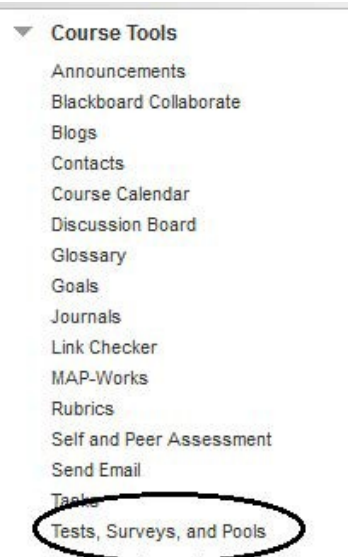 Course Tools
Announcements
Blackboard Collaborate
Blogs
Contacts
Course Calendar
Discussion Board
Glossary
Goals
Journals
Link Checker
MAP-Works
Rubrics
Self and Peer Assessment
Send Email
Tasks
Tests, Surveys, and Pools